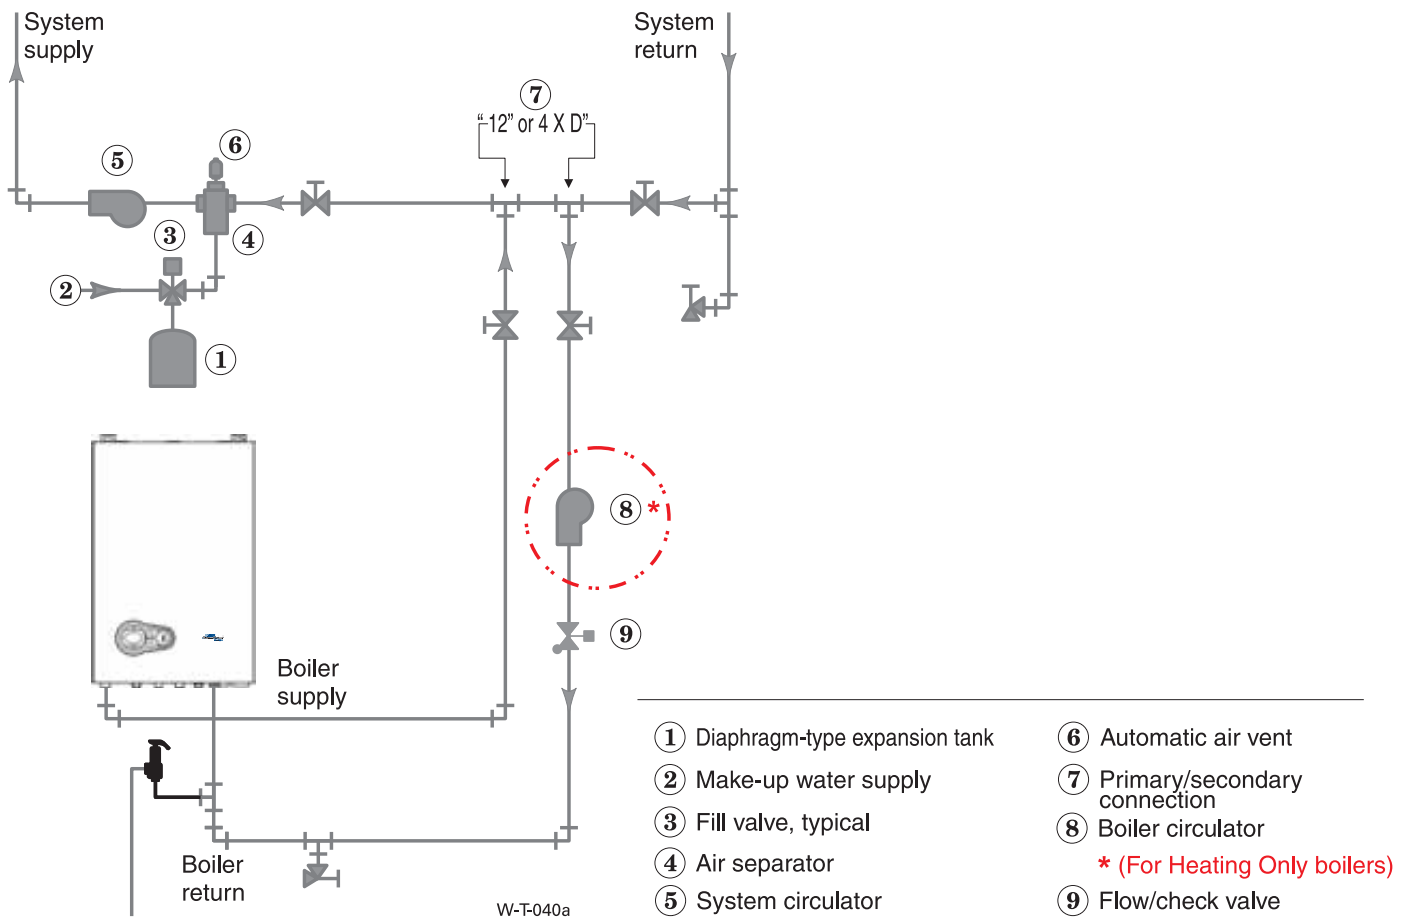 System
supply
System
return
7
" 12" or 4 X D"
6
5
3
4
2
1
8 *
9
Boiler
supply
Boiler
return
W-T-040a
1 Diaphragm-type expansion tank
2 Make-up water supply
3 Fill valve, typical
4 Air separator
5 System circulator
6 Automatic air vent
7 Primary/secondary
connection
8 Boiler circulator
* (For Heating Only boilers)
9 Flow/check valve